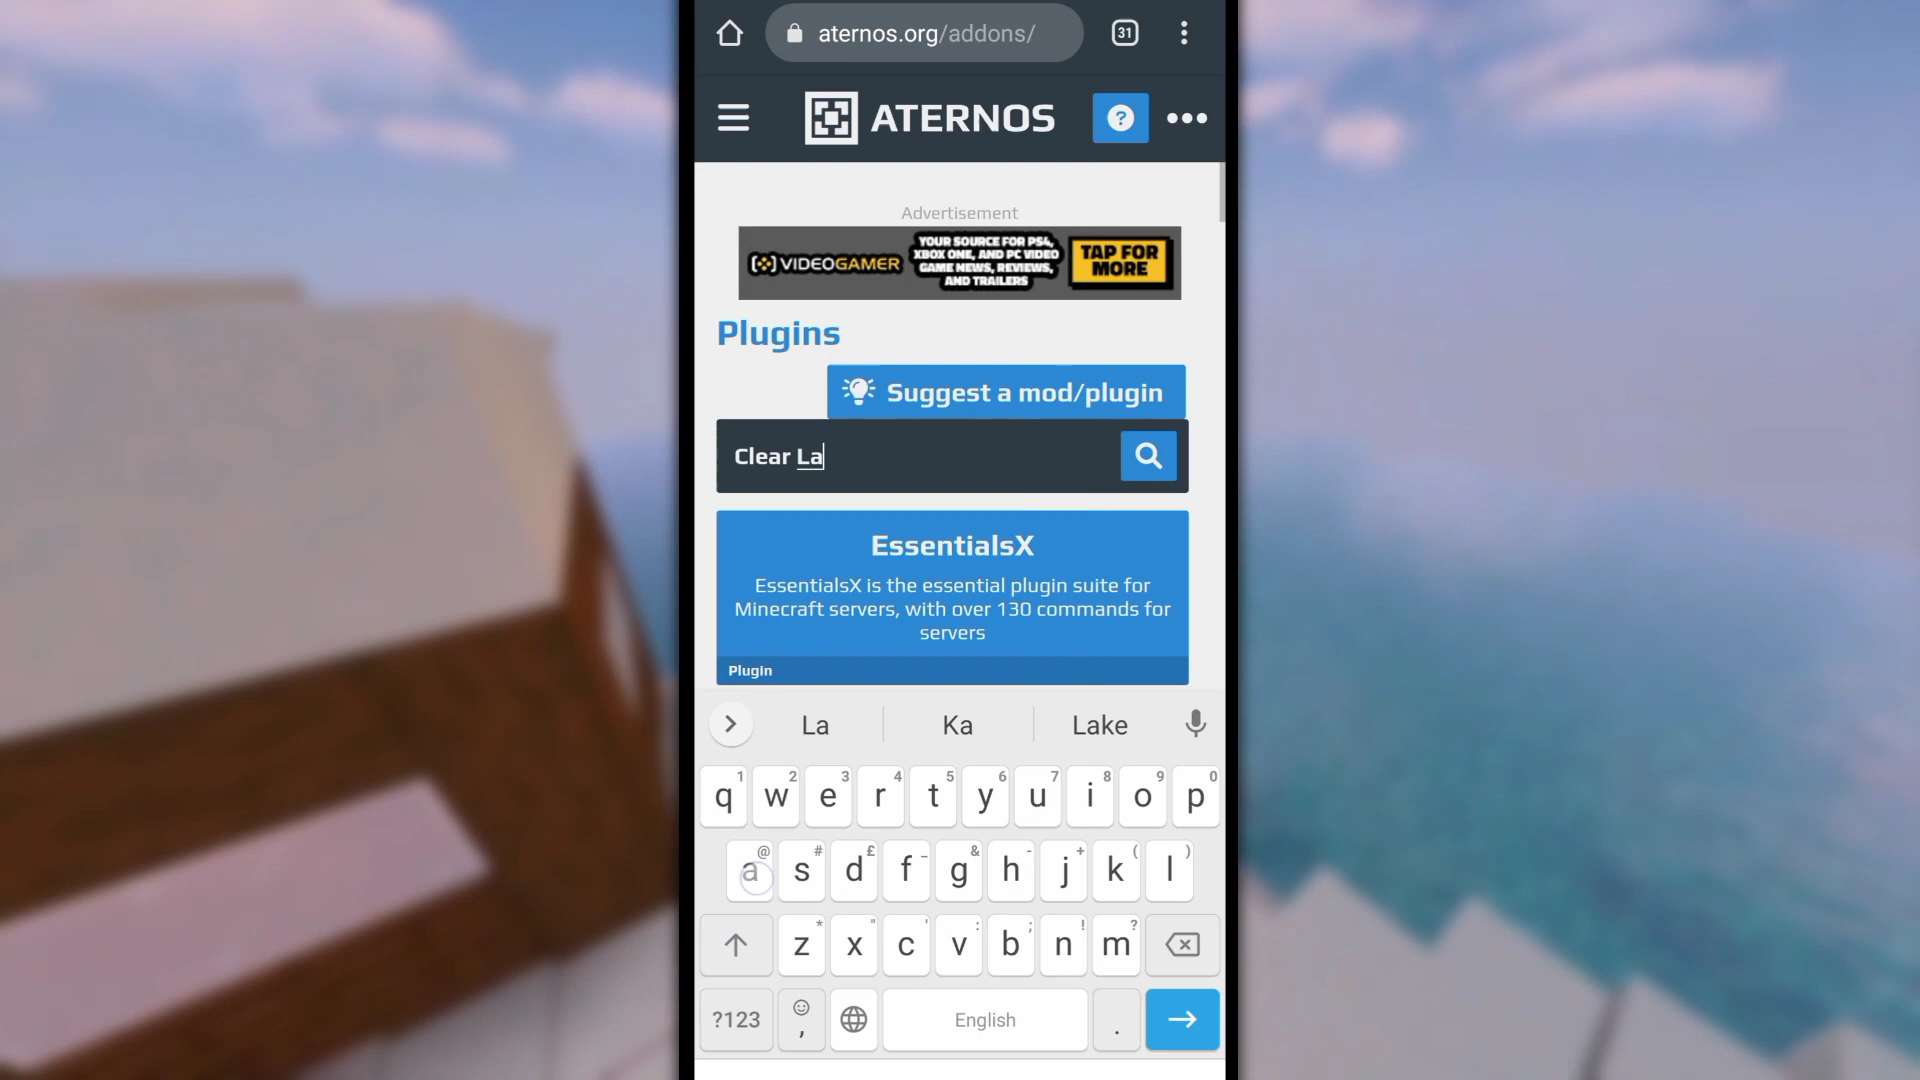 aternos.org/addons/
31
ATERNOS
?
Advertisement
VIDEOGAMER
YOUR SOURCE FOR PS4,
XBOX ONE, AND PC VIDEO
GAME NEWS, REVIEWS,
AND TRAILERS
TAP FOR
MORE
Plugins
Suggest a mod/plugin
Clear La
EssentialsX
EssentialsX is the essential plugin suite for
Minecraft servers, with over 130 commands for
servers
Plugin
La Ka Lake
1 2 3 4 5 6 7 8 9 0
q w e r t y u i o p
@ # £ _ & - + ( )
a s d f g h j k l
* " ' : ; ! ?
z x c v b n m
?123 , English .